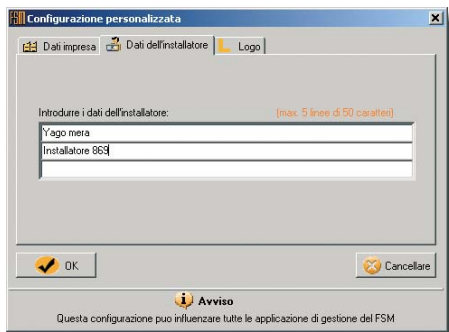 Configurazione personalizzata
Dati impresa
Dati dell'installatore
Logo
Introdurre i dati dell'installatore:
(max. 5 linee di 50 caratteri)
Yago mera
Installatore 869
OK
Cancellare
Avviso
Questa configurazione puo influenzare tutte le applicazione di gestione del FSM